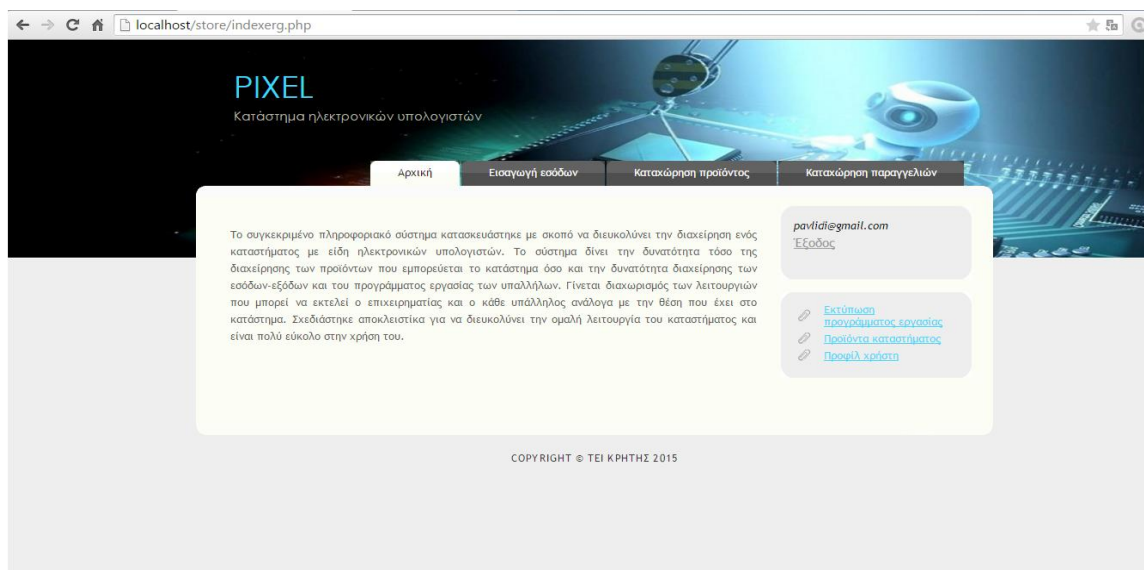 localhost/store/indexerg.php
PIXEL
Κατάστημα ηλεκτρονικών υπολογιστών
Αρχική Εισαγωγή εσόδων Καταχώρηση προϊόντος Καταχώρηση παραγγελιών
Το συγκεκριμένο πληροφοριακό σύστημα κατασκευάστηκε με σκοπό να διευκολύνει την διαχείριση ενός
καταστήματος με είδη ηλεκτρονικών υπολογιστών. Το σύστημα δίνει την δυνατότητα τόσο της
διαχείρησης των προϊόντων που εμπορεύεται το κατάστημα όσο και την δυνατότητα διαχείρησης των
εσόδων-εξόδων και του προγράμματος εργασίας των υπαλλήλων. Γίνεται διαχωρισμός των λειτουργιών
που μπορεί να εκτελεί ο επιχειρηματίας και ο κάθε υπάλληλος ανάλογα με την θέση που έχει στο
κατάστημα. Σχεδιάστηκε αποκλειστίκα για να διευκολύνει την ομαλή λειτουργία του καταστήματος και
είναι πολύ εύκολο στην χρήση του.
pavlidi@gmail.com
Έξοδος
Εκτύπωση
προγράμματος εργασίας
Προϊόντα καταστήματος
Προφίλ χρήστη
COPYRIGHT © ΤΕΙ ΚΡΗΤΗΣ 2015